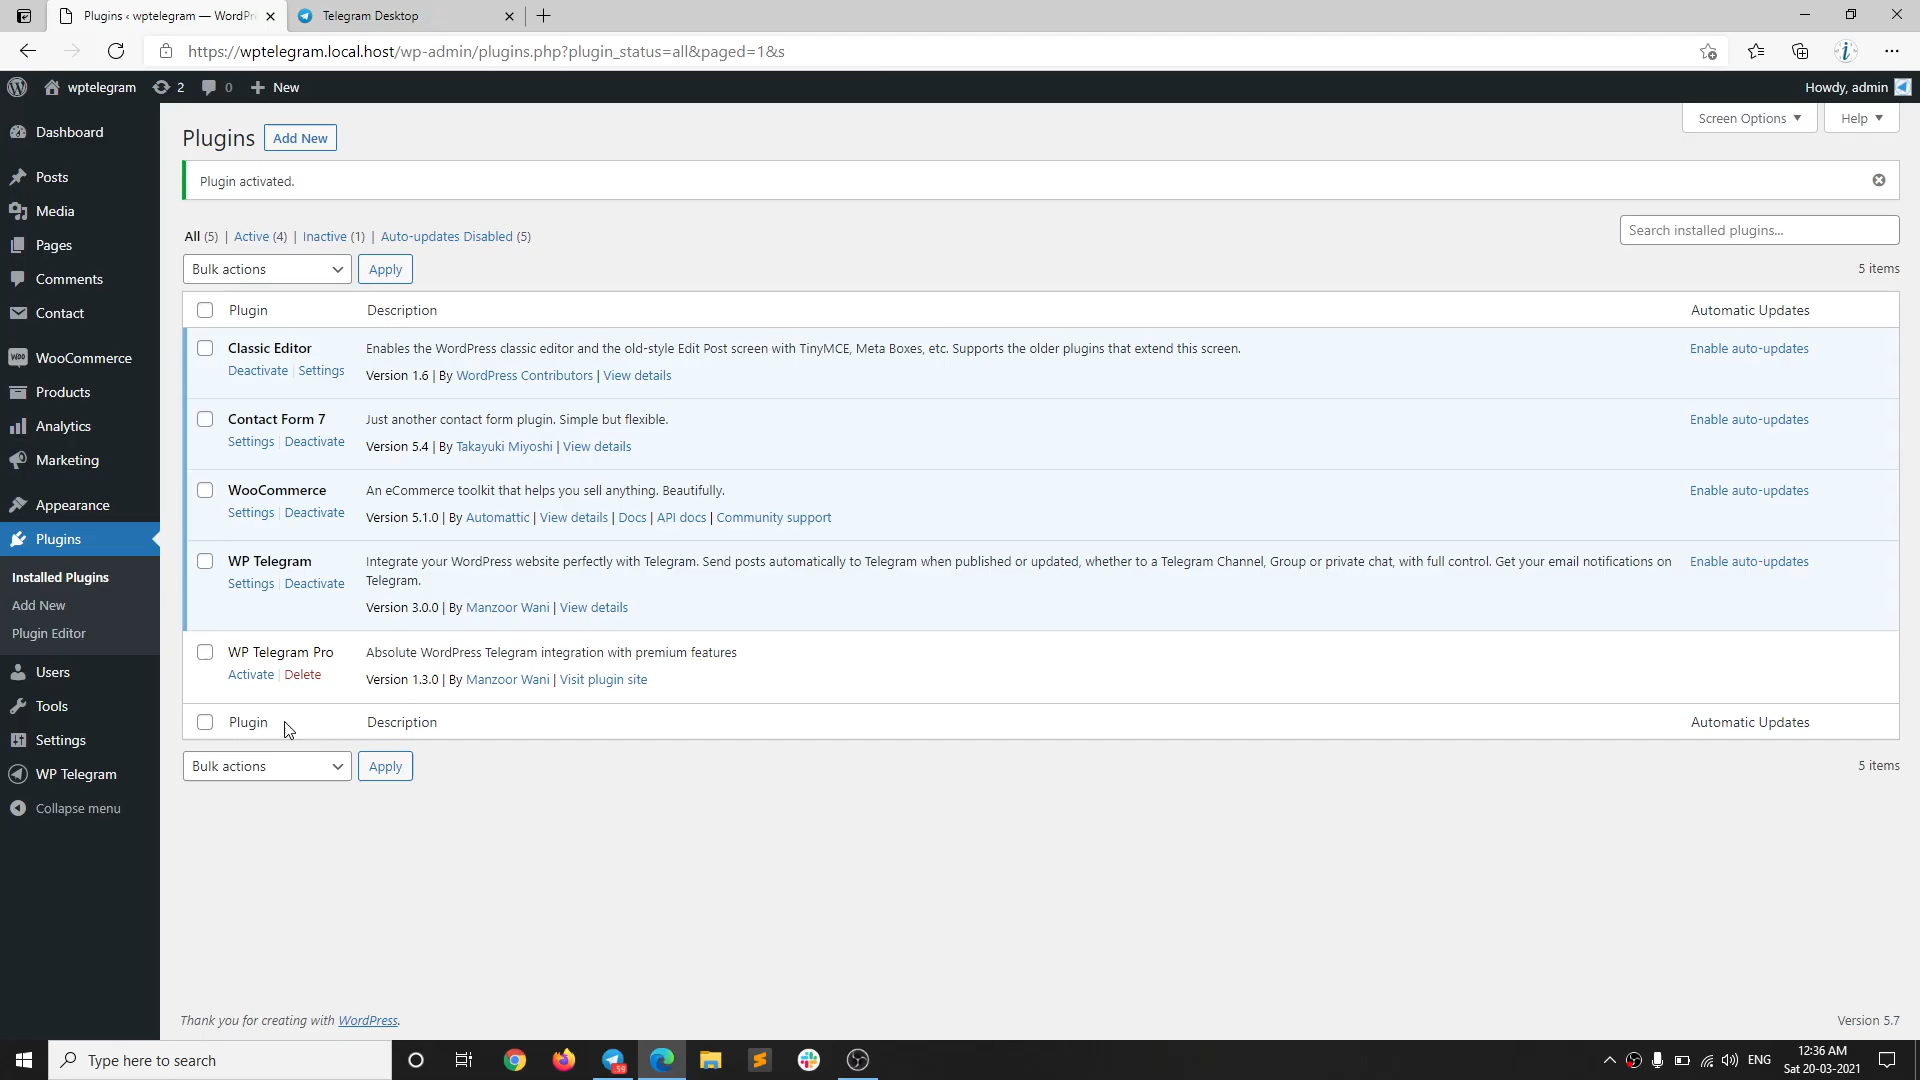 Plugins ‹ wptelegram — WordPr
Telegram Desktop
https://wptelegram.local.host/wp-admin/plugins.php?plugin_status=all&paged=1&s
wptelegram 2 0 New
Howdy, admin
Dashboard
Posts
Media
Pages
Comments
Contact
WooCommerce
Products
Analytics
Marketing
Appearance
Plugins
Installed Plugins
Add New
Plugin Editor
Users
Tools
Settings
WP Telegram
Collapse menu
Screen Options
Help
Plugins
Add New
Plugin activated.
All (5) | Active (4) | Inactive (1) | Auto-updates Disabled (5)
Search installed plugins...
Bulk actions
Apply
5 items
Plugin Description Automatic Updates
Classic Editor
Deactivate | Settings
Enables the WordPress classic editor and the old-style Edit Post screen with TinyMCE, Meta Boxes, etc. Supports the older plugins that extend this screen.
Version 1.6 | By WordPress Contributors | View details
Enable auto-updates
Contact Form 7
Settings | Deactivate
Just another contact form plugin. Simple but flexible.
Version 5.4 | By Takayuki Miyoshi | View details
Enable auto-updates
WooCommerce
Settings | Deactivate
An eCommerce toolkit that helps you sell anything. Beautifully.
Version 5.1.0 | By Automattic | View details | Docs | API docs | Community support
Enable auto-updates
WP Telegram
Settings | Deactivate
Integrate your WordPress website perfectly with Telegram. Send posts automatically to Telegram when published or updated, whether to a Telegram Channel, Group or private chat, with full control. Get your email notifications on
Telegram.
Version 3.0.0 | By Manzoor Wani | View details
Enable auto-updates
WP Telegram Pro
Activate | Delete
Absolute WordPress Telegram integration with premium features
Version 1.3.0 | By Manzoor Wani | Visit plugin site
Plugin Description Automatic Updates
Bulk actions
Apply
5 items
Thank you for creating with WordPress.
Version 5.7
Type here to search
59
ENG
12:36 AM
Sat 20-03-2021